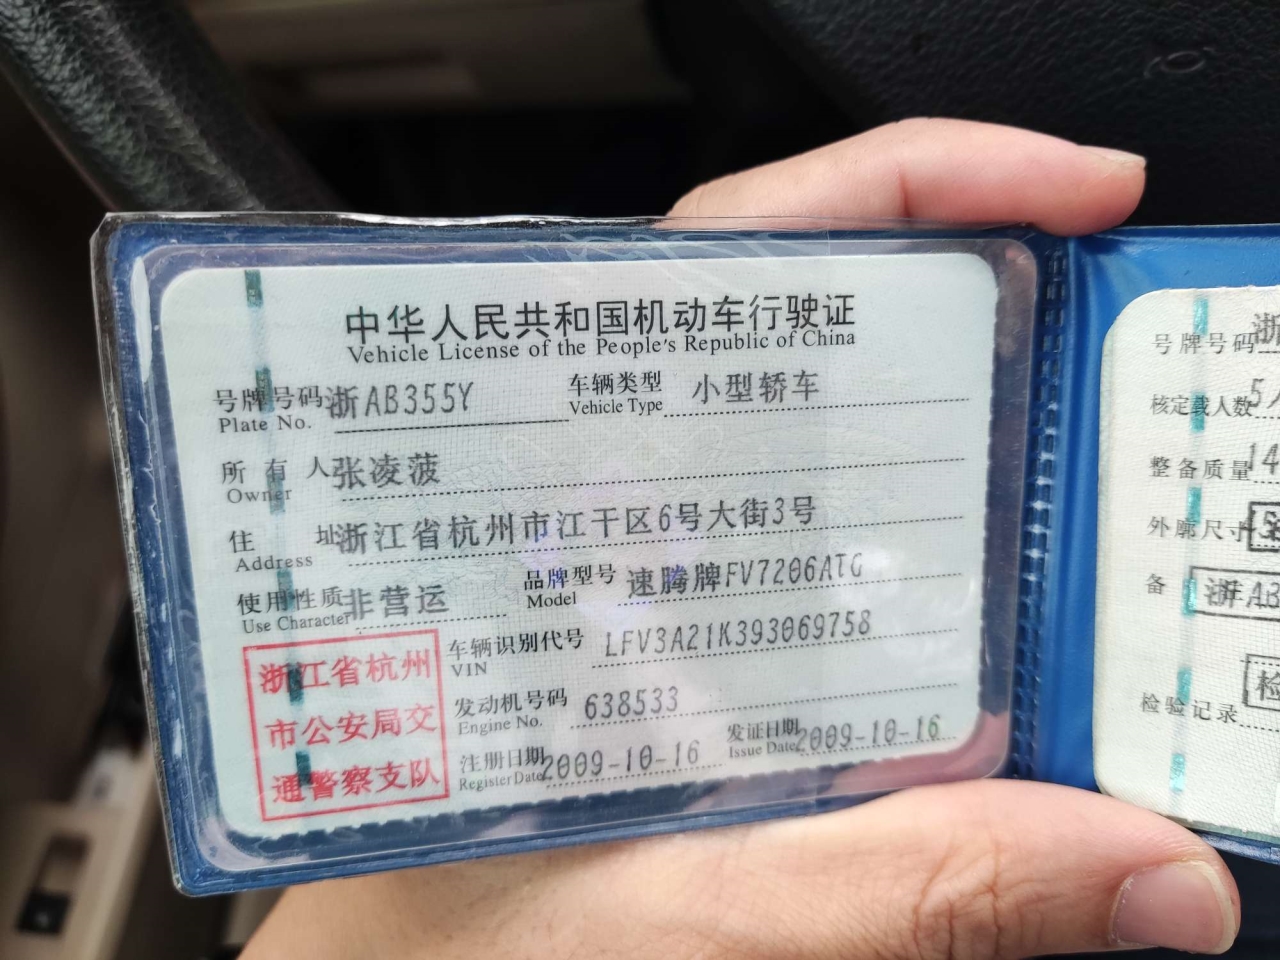 中华人民共和国机动车行驶证
Vehicle License of the People's Republic of China
号牌号码 浙AB355Y 车辆类型 小型轿车
Plate No. Vehicle Type
所有人 张凌菠
Owner
住址 浙江省杭州市江干区6号大街3号
Address
使用性质 非营运 品牌型号 速腾牌FV7206ATG
Use Character Model
浙江省杭州
市公安局交
通警察支队
车辆识别代号 LFV3A21K393069758
VIN
发动机号码 638533
Engine No.
注册日期 2009-10-16 发证日期 2009-10-16
Register Date Issue Date
号牌号码 浙
核定载人数 5
整备质量 14
外廓尺寸
备
浙AB
检验记录
检